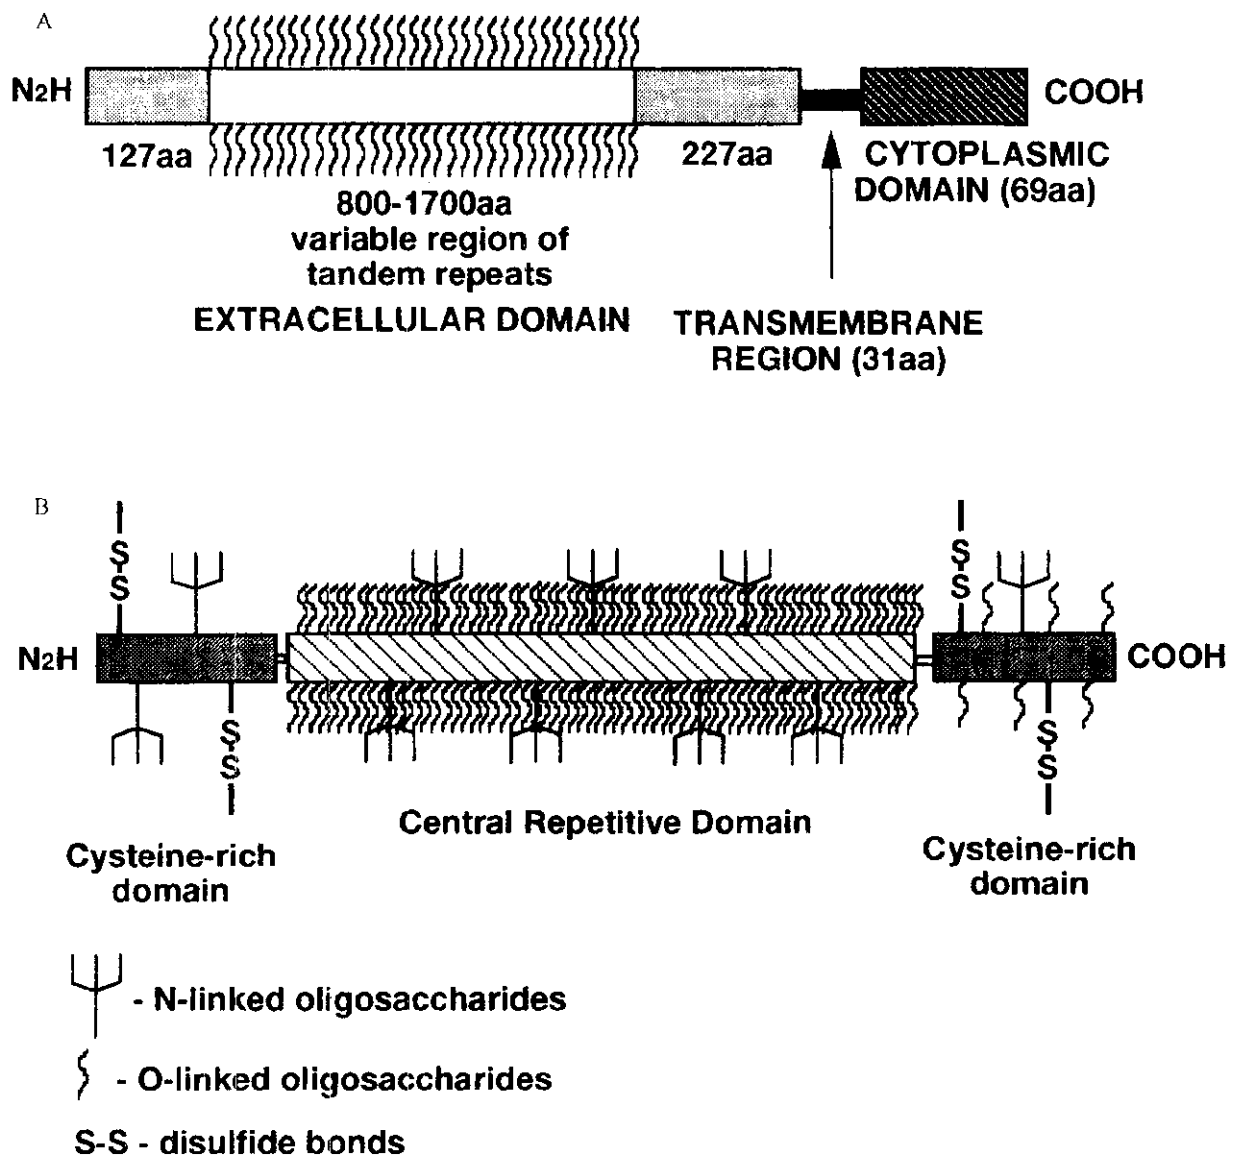 A
N2H
COOH
127aa
227aa
CYTOPLASMIC
DOMAIN (69aa)
800-1700aa
variable region of
tandem repeats
EXTRACELLULAR DOMAIN
TRANSMEMBRANE
REGION (31aa)
B
S
S
S
S
N2H
COOH
S
S
S
S
Central Repetitive Domain
Cysteine-rich
domain
Cysteine-rich
domain
- N-linked oligosaccharides
- O-linked oligosaccharides
S-S - disulfide bonds